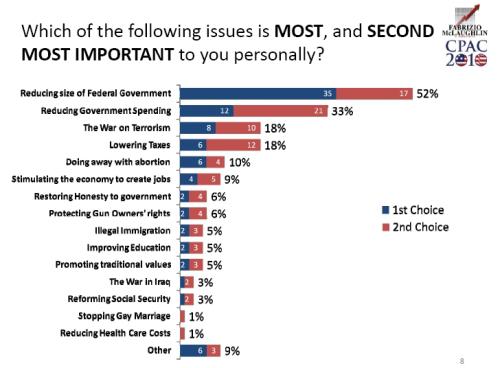 Which of the following issues is MOST, and SECOND
MOST IMPORTANT to you personally?
FABRIZIO
McLAUGHLIN
CPAC
2010
Reducing size of Federal Government 35 17 52%
Reducing Government Spending 12 21 33%
The War on Terrorism 8 10 18%
Lowering Taxes 6 12 18%
Doing away with abortion 6 4 10%
Stimulating the economy to create jobs 4 5 9%
Restoring Honesty to government 2 4 6%
Protecting Gun Owners' rights 2 4 6%
Illegal Immigration 2 3 5%
Improving Education 2 3 5%
Promoting traditional values 2 3 5%
The War in Iraq 2 3%
Reforming Social Security 2 3%
Stopping Gay Marriage 1%
Reducing Health Care Costs 1%
Other 6 3 9%
1st Choice
2nd Choice
8